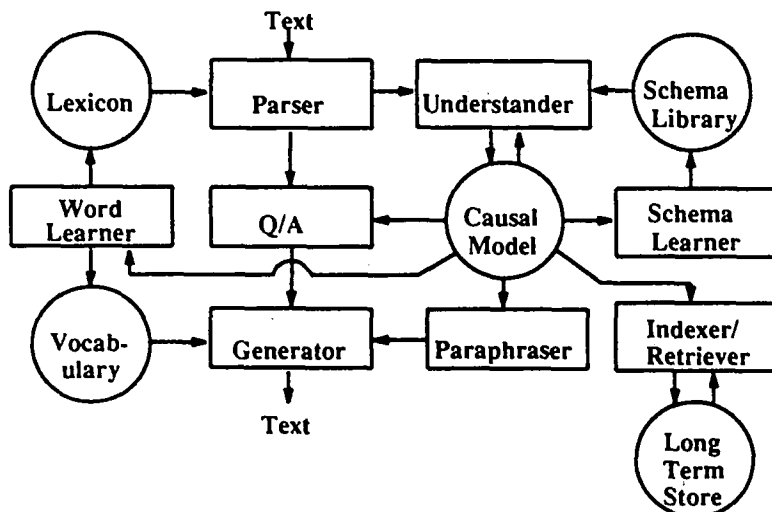 Text
Lexicon
Parser
Understander
Schema
Library
Word
Learner
Q/A
Causal
Model
Schema
Learner
Vocab-
ulary
Generator
Paraphraser
Indexer/
Retriever
Text
Long
Term
Store